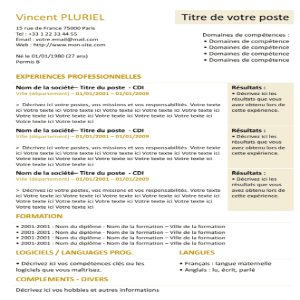 Vincent PLURIEL
Titre de votre poste
15 rue de France 75000 Paris
Tel : +33 1 22 33 44 55
Email : votre.email@mail.com
Web : http://www.mon-site.com
Né le 01/01/1980 (27 ans)
Permis B
Domaines de compétences :
• Domaines de compétence
• Domaines de compétence
• Domaines de compétence
• Domaines de compétence
• Domaines de compétence
EXPERIENCES PROFESSIONNELLES
Nom de la société– Titre du poste - CDI
Ville (département) – 01/01/2001 – 01/01/2009
> Décrivez ici votre postes, vos missions et vos responsabilités. Votre texte
ici Votre texte ici Votre texte ici Votre texte ici Votre texte ici Votre texte ici
Votre texte ici Votre texte ici Votre texte ici Votre texte ici Votre texte ici
Votre texte ici Votre texte ici
Résultats :
• Décrivez ici les
résultats que vous
avez obtenu lors de
cette expérience.
Nom de la société– Titre du poste - CDI
Ville (département) – 01/01/2001 – 01/01/2009
> Décrivez ici votre postes, vos missions et vos responsabilités. Votre texte
ici Votre texte ici Votre texte ici Votre texte ici Votre texte ici Votre texte ici
Votre texte ici Votre texte ici Votre texte ici Votre texte ici Votre texte ici
Votre texte ici Votre texte ici
Résultats :
• Décrivez ici les
résultats que vous
avez obtenu lors de
cette expérience.
Nom de la société– Titre du poste - CDI
Ville (département) – 01/01/2001 – 01/01/2009
> Décrivez ici votre postes, vos missions et vos responsabilités. Votre texte
ici Votre texte ici Votre texte ici Votre texte ici Votre texte ici Votre texte ici
Votre texte ici Votre texte ici Votre texte ici Votre texte ici Votre texte ici
Votre texte ici Votre texte ici
Résultats :
• Décrivez ici les
résultats que vous
avez obtenu lors de
cette expérience.
FORMATION
• 2001-2001 : Nom du diplôme - Nom de la formation – Ville de la formation
• 2001-2001 : Nom du diplôme - Nom de la formation – Ville de la formation
• 2001-2001 : Nom du diplôme - Nom de la formation – Ville de la formation
• 2001-2001 : Nom du diplôme - Nom de la formation – Ville de la formation
LOGICIELS / LANGUAGES PROG.
• Décrivez ici vos compétences clés ou les
logiciels que vous maîtrisez.
LANGUES
• Français : langue maternelle
• Anglais : lu, écrit, parlé
COMPLEMENTS - DIVERS
Décrivez ici vos hobbies et autres informations